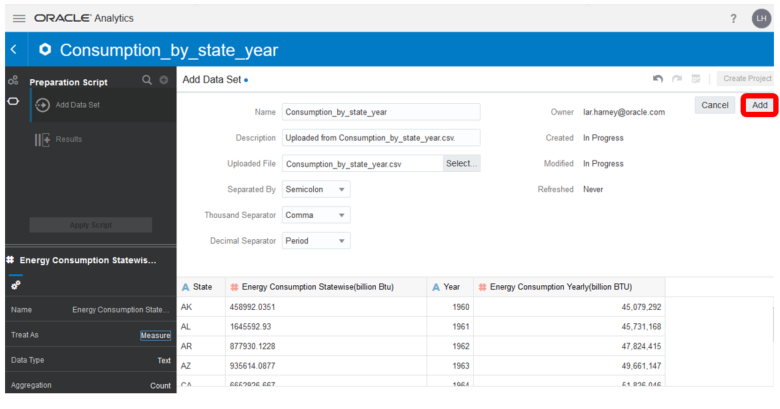 ORACLE Analytics
? LH
Consumption_by_state_year
Preparation Script
Add Data Set
Results
Apply Script
Add Data Set
Create Project
Cancel Add
Name Consumption_by_state_year
Description Uploaded from Consumption_by_state_year.csv.
Uploaded File Consumption_by_state_year.csv Select...
Separated By Semicolon
Thousand Separator Comma
Decimal Separator Period
Owner lar.harney@oracle.com
Created In Progress
Modified In Progress
Refreshed Never
# Energy Consumption Statewis...
Name Energy Consumption State...
Treat As Measure
Data Type Text
Aggregation Count
A State # Energy Consumption Statewise(billion Btu) A Year # Energy Consumption Yearly(billion BTU)
AK 458992.0351 1960 45,079,292
AL 1645592.93 1961 45,731,168
AR 877930.1228 1962 47,824,415
AZ 935614.0877 1963 49,661,147
CA 6652926.667 1964 51,826,046